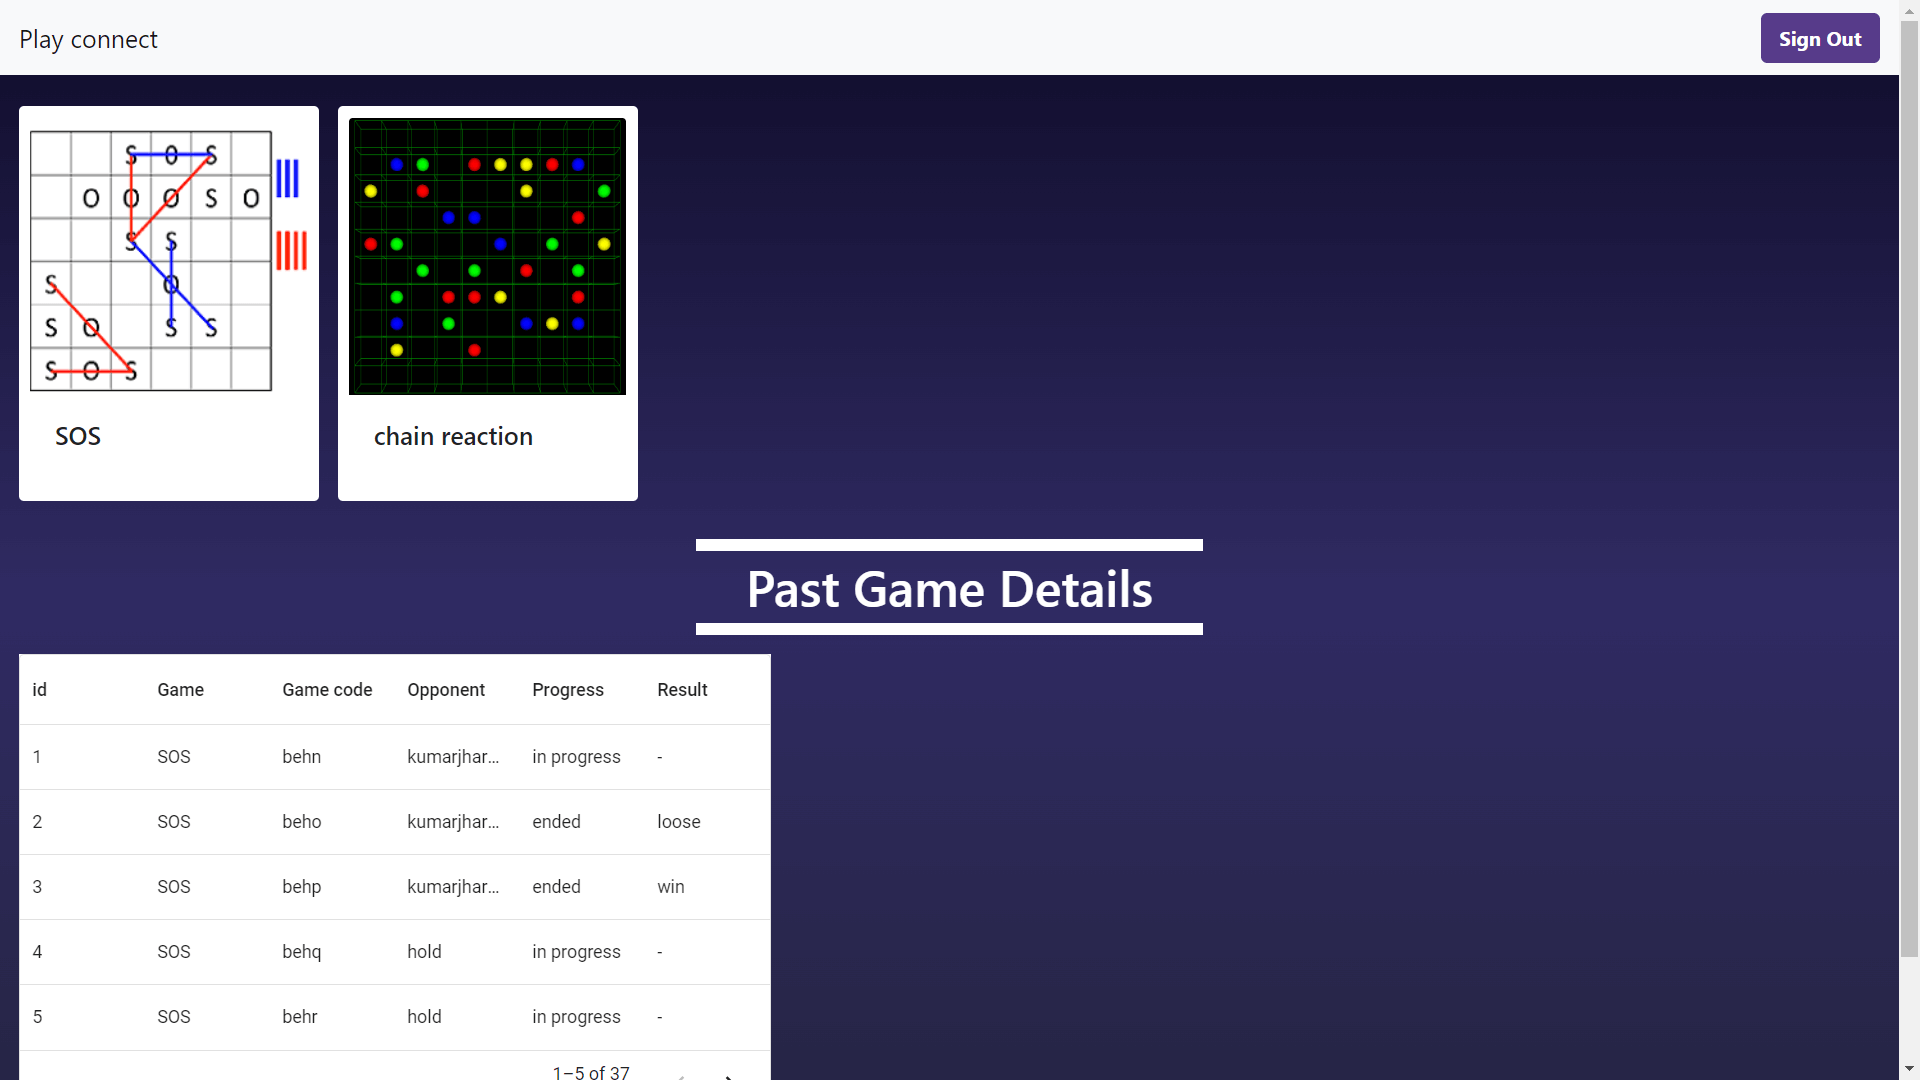 Play connect
Sign Out
S O S
O O O S O
S S
S O
S O S S
S O S
SOS
chain reaction
Past Game Details
id Game Game code Opponent Progress Result
1 SOS behn kumarjhar... in progress -
2 SOS beho kumarjhar... ended loose
3 SOS behp kumarjhar... ended win
4 SOS behq hold in progress -
5 SOS behr hold in progress -
1–5 of 37